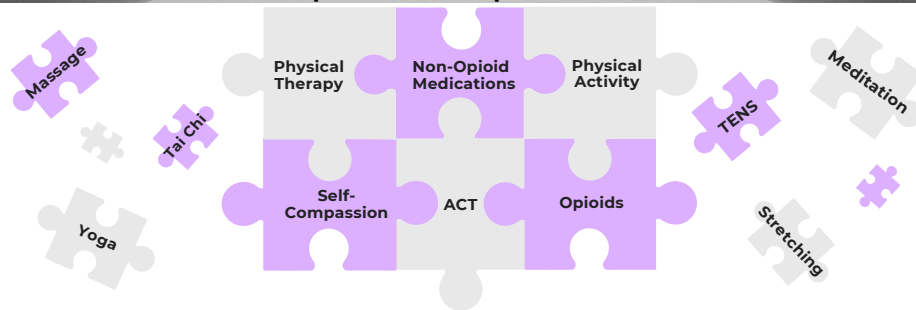 Massage
Tai Chi
Yoga
Physical
Therapy
Non-Opioid
Medications
Physical
Activity
Self-
Compassion
ACT
Opioids
TENS
Meditation
Stretching